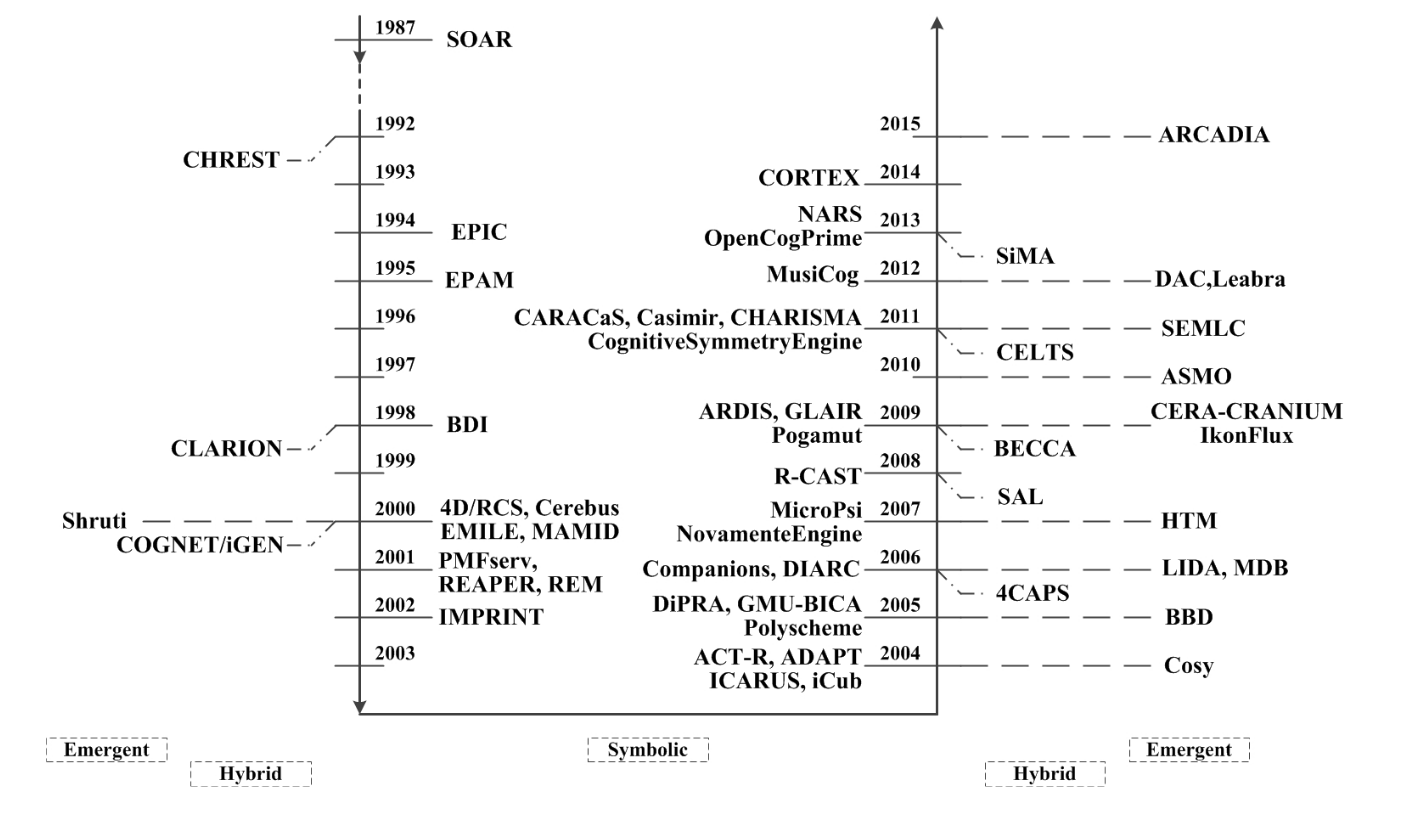 1987
SOAR
1992
CHREST
1993
1994
EPIC
1995
EPAM
1996
1997
1998
BDI
CLARION
1999
2000
4D/RCS, Cerebus
EMILE, MAMID
Shruti
COGNET/iGEN
2001
PMFserv,
REAPER, REM
2002
IMPRINT
2003
2015
ARCADIA
CORTEX
2014
NARS
OpenCogPrime
2013
SiMA
MusiCog
2012
DAC,Leabra
CARACaS, Casimir, CHARISMA
CognitiveSymmetryEngine
2011
SEMLC
CELTS
2010
ASMO
ARDIS, GLAIR
Pogamut
2009
CERA-CRANIUM
IkonFlux
BECCA
R-CAST
2008
SAL
MicroPsi
NovamenteEngine
2007
HTM
Companions, DIARC
2006
LIDA, MDB
4CAPS
DiPRA, GMU-BICA
Polyscheme
2005
BBD
ACT-R, ADAPT
ICARUS, iCub
2004
Cosy
Emergent
Hybrid
Symbolic
Hybrid
Emergent